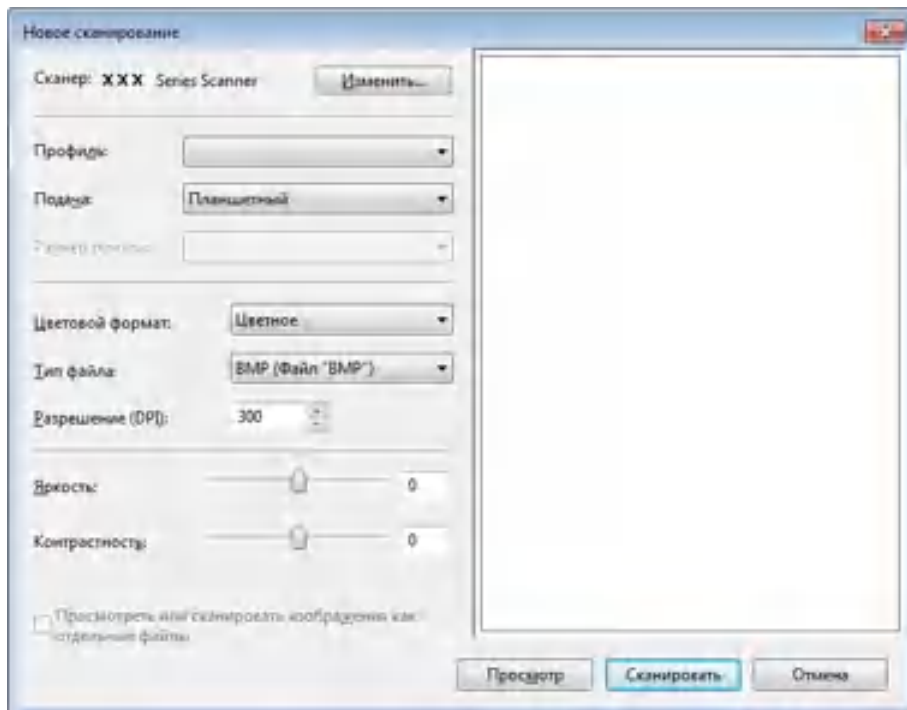 Новое сканирование
Сканер: XXX Series Scanner Изменить...
Профиль:
Подача: Планшетный
Размер
Цветовой формат: Цветное
Тип файла: BMP (Файл "BMP")
Разрешение (DPI): 300
Яркость: 0
Контрастность: 0
Просмотреть или сканировать изображения как
отдельные файлы
Просмотр Сканировать Отмена